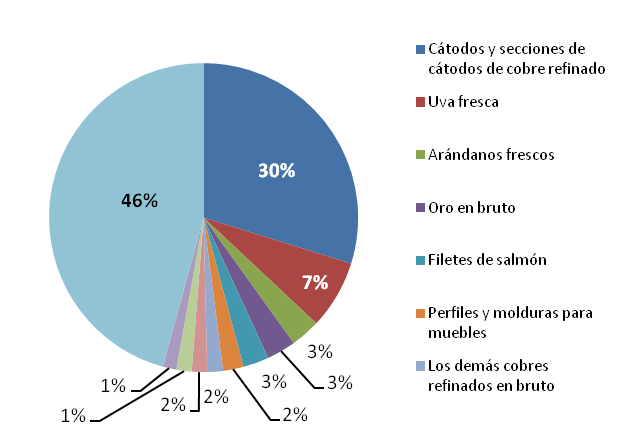 Cátodos y secciones de
cátodos de cobre refinado
Uva fresca
Arándanos frescos
Oro en bruto
Filetes de salmón
Perfiles y molduras para
muebles
Los demás cobres
refinados en bruto
46%
30%
7%
3%
3%
3%
2%
2%
2%
1%
1%